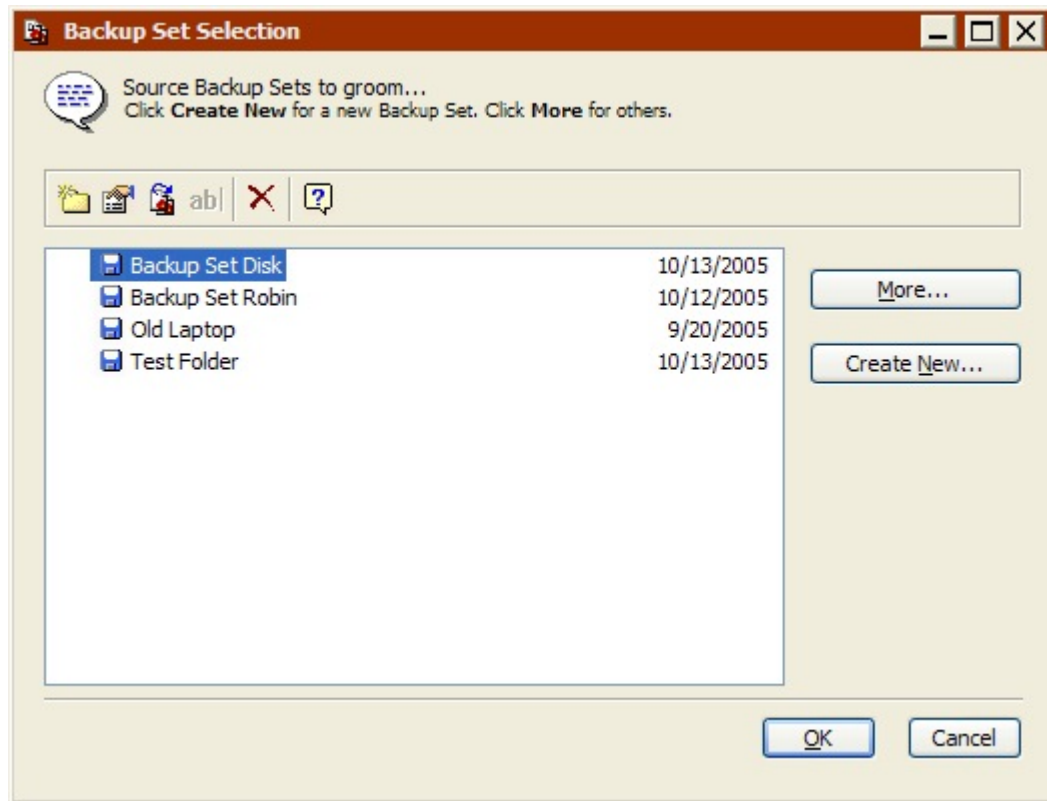 Backup Set Selection
Source Backup Sets to groom...
Click Create New for a new Backup Set. Click More for others.
ab|
Backup Set Disk 10/13/2005
Backup Set Robin 10/12/2005
Old Laptop 9/20/2005
Test Folder 10/13/2005
More...
Create New...
OK Cancel